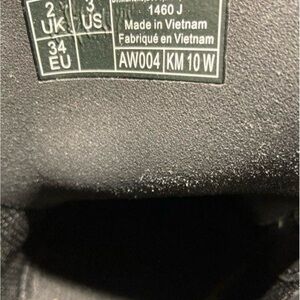 2 UK 3 US
34 EU
1460 J
Made in Vietnam
Fabriqué en Vietnam
AW004 KM 10 W